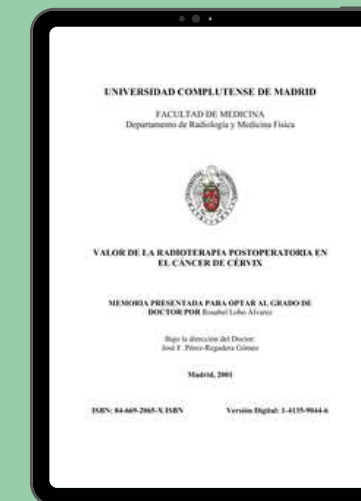 UNIVERSIDAD COMPLUTENSE DE MADRID
FACULTAD DE MEDICINA
Departamento de Radiología y Medicina Física
VALOR DE LA RADIOTERAPIA POSTOPERATORIA EN
EL CÁNCER DE CÉRVIX
MEMORIA PRESENTADA PARA OPTAR AL GRADO DE
DOCTOR POR Rosabel Lobo Álvarez
Bajo la dirección del Doctor:
José F. Pérez-Regadera Gómez
Madrid, 2001
ISBN: 84-669-2065-X ISBN Versión Digital: 1-4135-9044-6